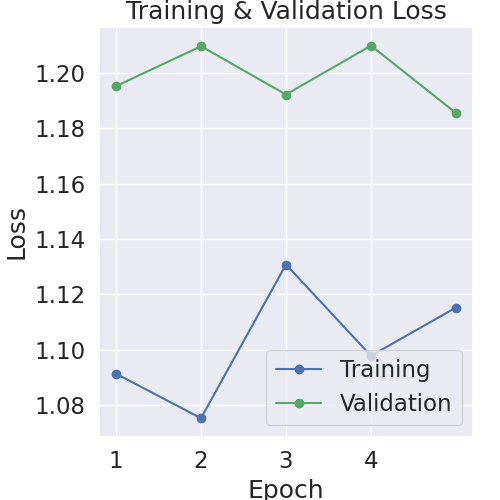 Training & Validation Loss
Loss
1.20
1.18
1.16
1.14
1.12
1.10
1.08
Training
Validation
1 2 3 4
Epoch